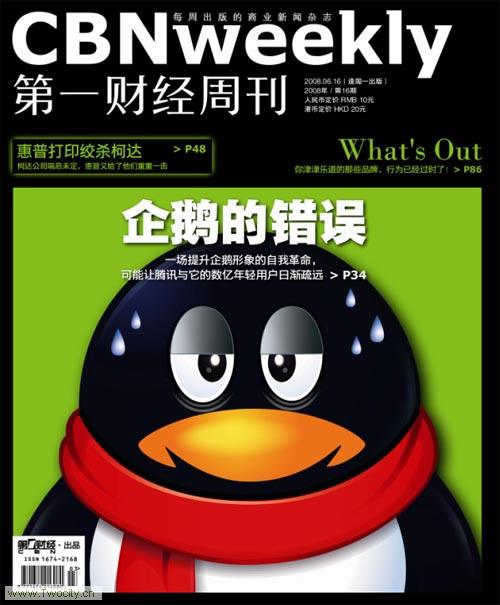 每周出版的商业新闻杂志
CBNweekly
第一财经周刊
2008.06.16（逢周一出版）
2008年 / 第16期
人民币定价 RMB 10元
港币定价 HKD 20元
惠普打印绞杀柯达 > P48
柯达公司喘息未定，惠普又给了他们重重一击
What's Out
你津津乐道的那些品牌、行为已经过时了！ > P86
企鹅的错误
一场提升企鹅形象的自我革命，
可能让腾讯与它的数亿年轻用户日渐疏远 > P34
第一财经·出品
CBN
ISSN 1674-2168
03
www.Twocity.cn